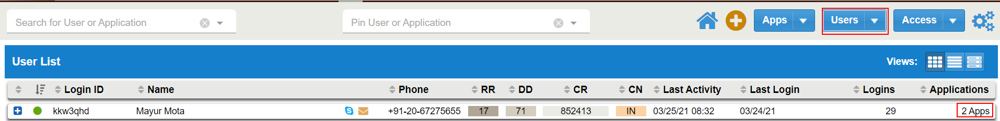 Search for User or Application Pin User or Application Apps Users Access
User List Views:
Login ID Name Phone RR DD CR CN Last Activity Last Login Logins Applications
kkw3qhd Mayur Mota +91-20-67275655 17 71 852413 IN 03/25/21 08:32 03/24/21 29 2 Apps